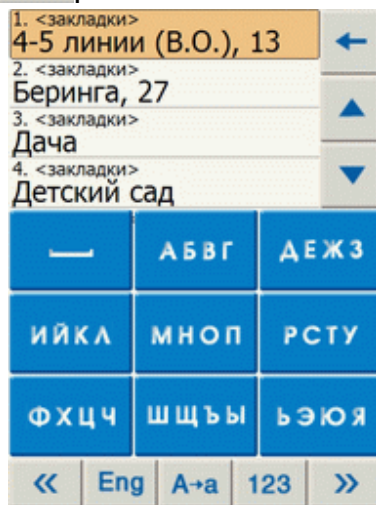 1. <закладки>
4-5 линии (В.О.), 13
2. <закладки>
Беринга, 27
3. <закладки>
Дача
4. <закладки>
Детский сад
АБВГ ДЕЖЗ
ИЙКЛ МНОП РСТУ
ФХЦЧ ШЩЪЫ ЬЭЮЯ
« Eng А→а 123 »